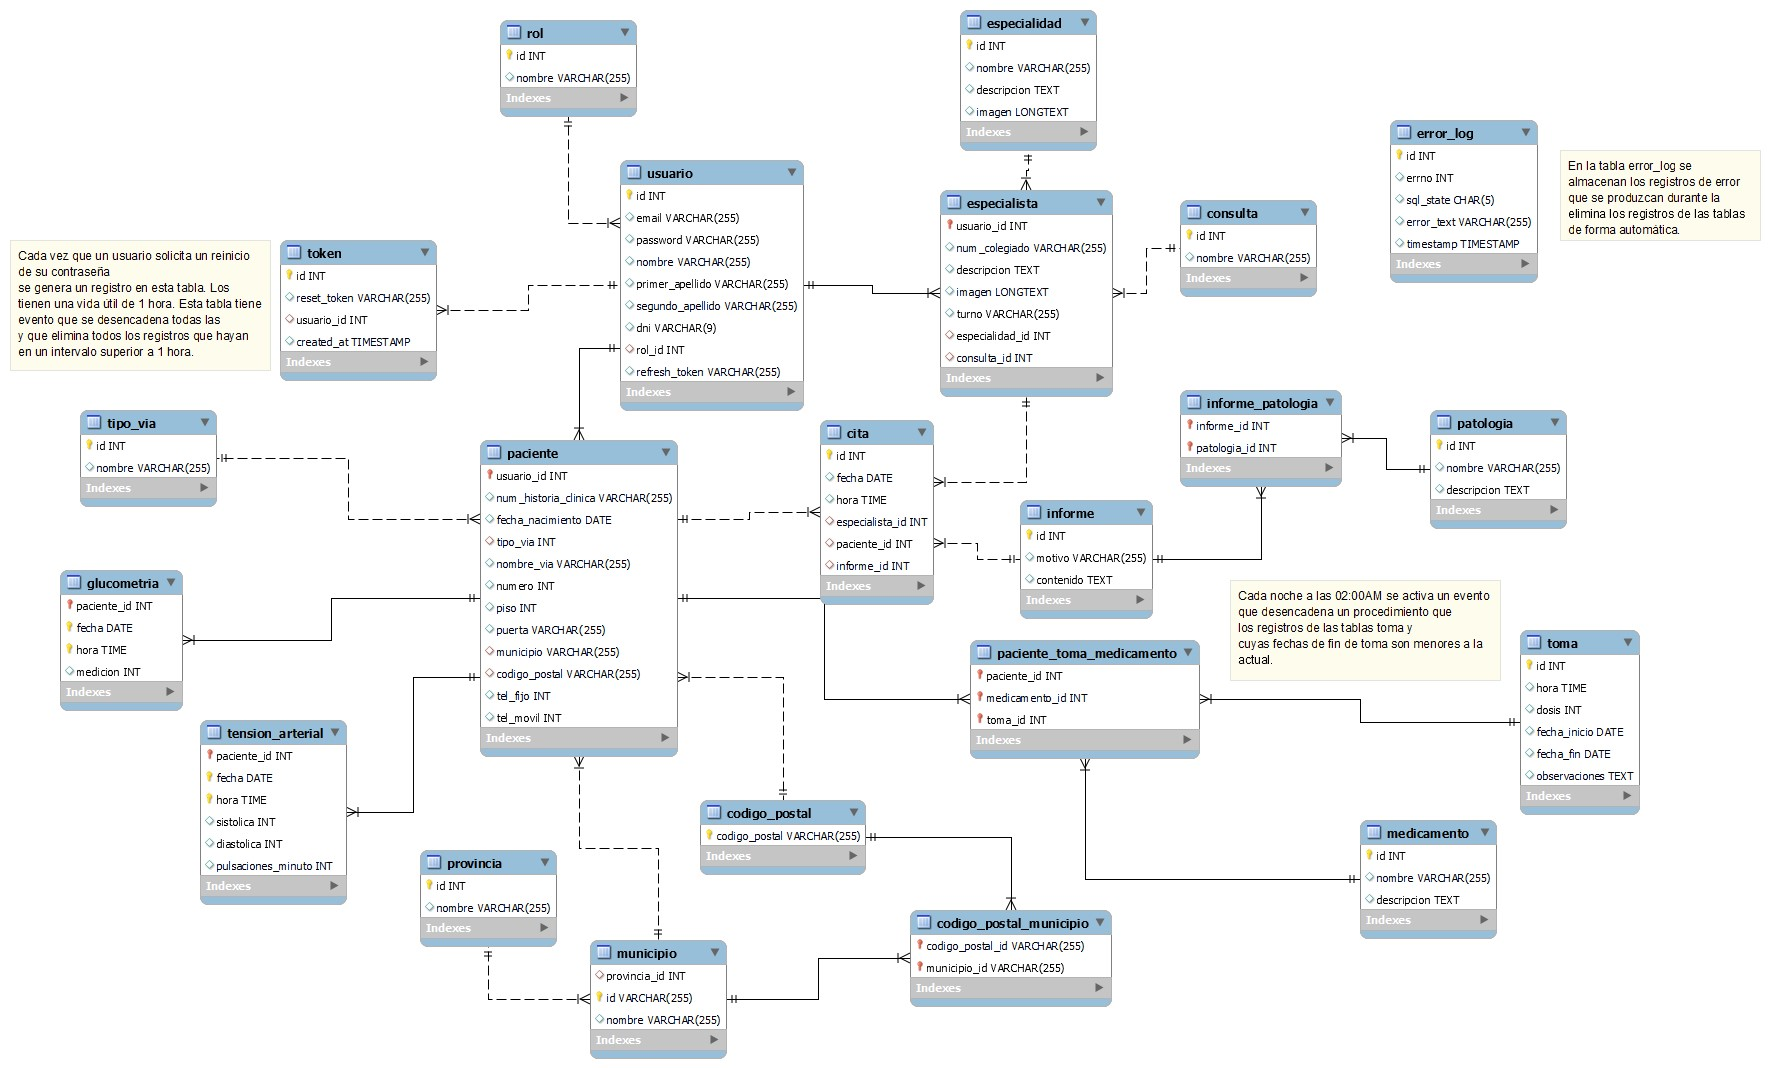 rol
id INT
nombre VARCHAR(255)
Indexes
especialidad
id INT
nombre VARCHAR(255)
descripcion TEXT
imagen LONGTEXT
Indexes
error_log
id INT
errno INT
sql_state CHAR(5)
error_text VARCHAR(255)
timestamp TIMESTAMP
Indexes
En la tabla error_log se
almacenan los registros de error
que se produzcan durante la
elimina los registros de las tablas
de forma automática.
usuario
id INT
email VARCHAR(255)
password VARCHAR(255)
nombre VARCHAR(255)
primer_apellido VARCHAR(255)
segundo_apellido VARCHAR(255)
dni VARCHAR(9)
rol_id INT
refresh_token VARCHAR(255)
Indexes
especialista
usuario_id INT
num_colegiado VARCHAR(255)
descripcion TEXT
imagen LONGTEXT
turno VARCHAR(255)
especialidad_id INT
consulta_id INT
Indexes
consulta
id INT
nombre VARCHAR(255)
Indexes
Cada vez que un usuario solicita un reinicio
de su contraseña
se genera un registro en esta tabla. Los
tienen una vida útil de 1 hora. Esta tabla tiene
evento que se desencadena todas las
y que elimina todos los registros que hayan
en un intervalo superior a 1 hora.
token
id INT
reset_token VARCHAR(255)
usuario_id INT
created_at TIMESTAMP
Indexes
tipo_via
id INT
nombre VARCHAR(255)
Indexes
paciente
usuario_id INT
num_historia_clinica VARCHAR(255)
fecha_nacimiento DATE
tipo_via INT
nombre_via VARCHAR(255)
numero INT
piso INT
puerta VARCHAR(255)
municipio VARCHAR(255)
codigo_postal VARCHAR(255)
tel_fijo INT
tel_movil INT
Indexes
cita
id INT
fecha DATE
hora TIME
especialista_id INT
paciente_id INT
informe_id INT
Indexes
informe_patologia
informe_id INT
patologia_id INT
Indexes
patologia
id INT
nombre VARCHAR(255)
descripcion TEXT
Indexes
informe
id INT
motivo VARCHAR(255)
contenido TEXT
Indexes
glucometria
paciente_id INT
fecha DATE
hora TIME
medicion INT
Indexes
Cada noche a las 02:00AM se activa un evento
que desencadena un procedimiento que
los registros de las tablas toma y
cuyas fechas de fin de toma son menores a la
actual.
paciente_toma_medicamento
paciente_id INT
medicamento_id INT
toma_id INT
Indexes
toma
id INT
hora TIME
dosis INT
fecha_inicio DATE
fecha_fin DATE
observaciones TEXT
Indexes
tension_arterial
paciente_id INT
fecha DATE
hora TIME
sistolica INT
diastolica INT
pulsaciones_minuto INT
Indexes
codigo_postal
codigo_postal VARCHAR(255)
Indexes
medicamento
id INT
nombre VARCHAR(255)
descripcion TEXT
Indexes
provincia
id INT
nombre VARCHAR(255)
Indexes
municipio
provincia_id INT
id VARCHAR(255)
nombre VARCHAR(255)
Indexes
codigo_postal_municipio
codigo_postal_id VARCHAR(255)
municipio_id VARCHAR(255)
Indexes